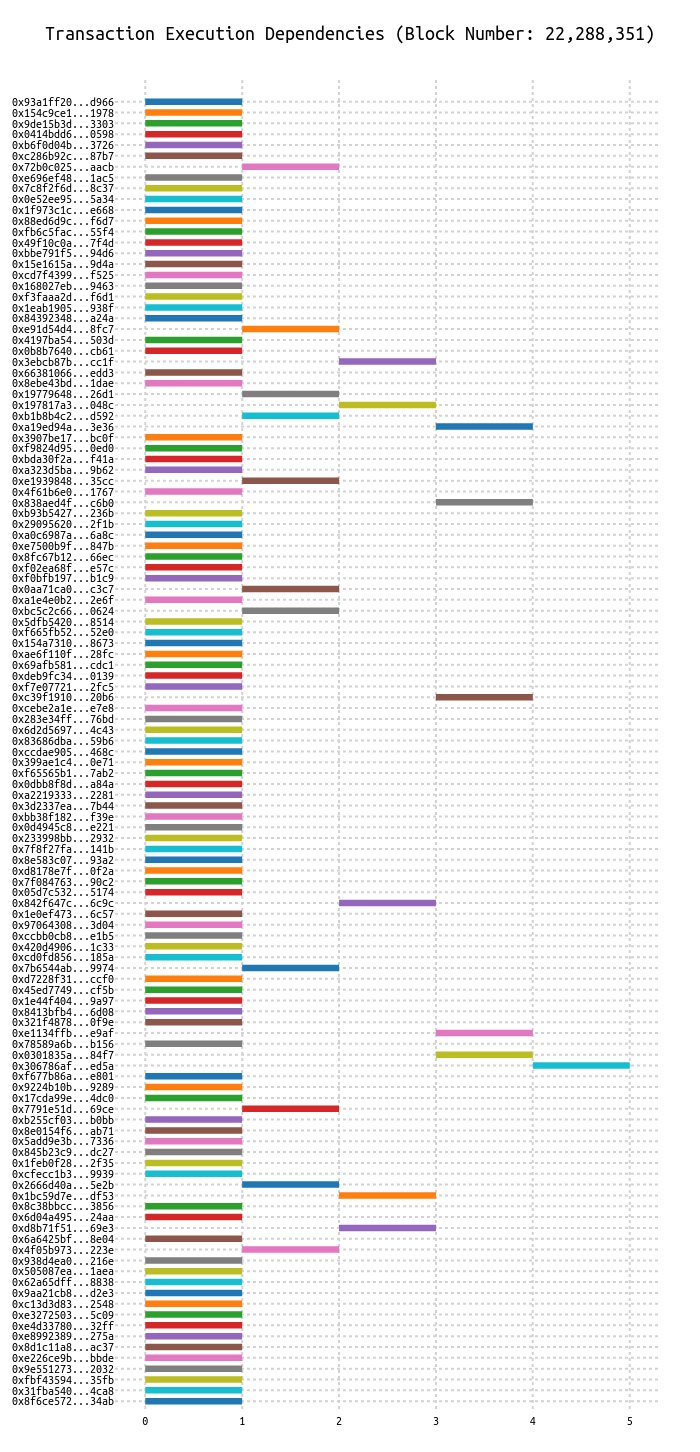 Transaction Execution Dependencies (Block Number: 22,288,351)
0x93a1ff20...d966
0x154c9ce1...1978
0x9de15b3d...3303
0x0414bdd6...0598
0xb6f0d04b...3726
0xc286b92c...87b7
0x72b0c025...aacb
0xe696ef48...1ac5
0x7c8f2f6d...8c37
0x0e52ee95...5a34
0x1f973c1c...e668
0x88ed6d9c...f6d7
0xfb6c5fac...55f4
0x49f10c0a...7f4d
0xbbe791f5...94d6
0x15e1615a...9d4a
0xcd7f4399...f525
0x168027eb...9463
0xf3faaa2d...f6d1
0x1eab1905...938f
0x84392348...a24a
0xe91d54d4...8fc7
0x4197ba54...503d
0x0b8b7640...cb61
0x3ebcb87b...cc1f
0x66381066...edd3
0x8ebe43bd...1dae
0x19779648...26d1
0x197817a3...048c
0xb1b8b4c2...d592
0xa19ed94a...3e36
0x3907be17...bc0f
0xf9824d95...0ed0
0xbda30f2a...f41a
0xa323d5ba...9b62
0xe1939848...35cc
0x4f61b6e0...1767
0x838aed4f...c6b0
0xb93b5427...236b
0x29095620...2f1b
0xa0c6987a...6a8c
0xe7500b9f...847b
0x8fc67b12...66ec
0xf02ea68f...e57c
0xf0bfb197...b1c9
0x0aa71ca0...c3c7
0xa1e4e0b2...2e6f
0xbc5c2c66...0624
0x5dfb5420...8514
0xf665fb52...52e0
0x154a7310...8673
0xae6f110f...28fc
0x69afb581...cdc1
0xdeb9fc34...0139
0xf7e07721...2fc5
0xc39f1910...20b6
0xcebe2a1e...e7e8
0x283e34ff...76bd
0x6d2d5697...4c43
0x83686dba...59b6
0xccdae905...468c
0x399ae1c4...0e71
0xf65565b1...7ab2
0x0dbb8f8d...a84a
0xa2219333...2281
0x3d2337ea...7b44
0xbb38f182...f39e
0x0d4945c8...e221
0x233998bb...2932
0x7f8f27fa...141b
0x8e583c07...93a2
0xd8178e7f...0f2a
0x7f084763...90c2
0x05d7c532...5174
0x842f647c...6c9c
0x1e0ef473...6c57
0x97064308...3d04
0xccbb0cb8...e1b5
0x420d4906...1c33
0xcd0fd856...185a
0x7b6544ab...9974
0xd7228f31...ccf0
0x45ed7749...cf5b
0x1e44f404...9a97
0x8413bfb4...6d08
0x321f4878...0f9e
0xe1134ffb...e9af
0x78589a6b...b156
0x0301835a...84f7
0x306786af...ed5a
0xf677b86a...e801
0x9224b10b...9289
0x17cda99e...4dc0
0x7791e51d...69ce
0xb255cf03...b0bb
0x8e0154f6...ab71
0x5add9e3b...7336
0x845b23c9...dc27
0x1feb0f28...2f35
0xcfecc1b3...9939
0x2666d40a...5e2b
0x1bc59d7e...df53
0x8c38bbcc...3856
0x6d04a495...24aa
0xd8b71f51...69e3
0x6a6425bf...8e04
0x4f05b973...223e
0x938d4ea0...216e
0x505087ea...1aea
0x62a65dff...8838
0x9aa21cb8...d2e3
0xc13d3d83...2548
0xe3272503...5c09
0xe4d33780...32ff
0xe8992389...275a
0x8d1c11a8...ac37
0xe226ce9b...bbde
0x9e551273...2032
0xfbf43594...35fb
0x31fba540...4ca8
0x8f6ce572...34ab
0 1 2 3 4 5